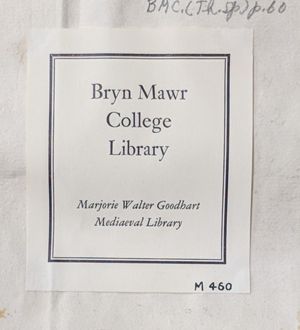 BMC.(Th.sp)p.60
Bryn Mawr
College
Library
Marjorie Walter Goodhart
Mediaeval Library
M 460